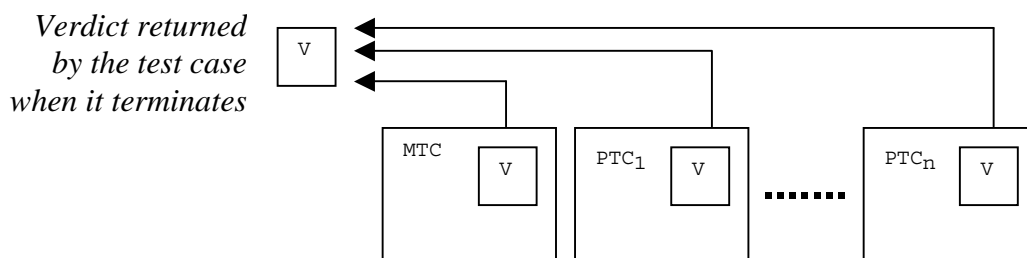 Verdict returned
by the test case
when it terminates
V
MTC
V
PTC1
V
PTCn
V